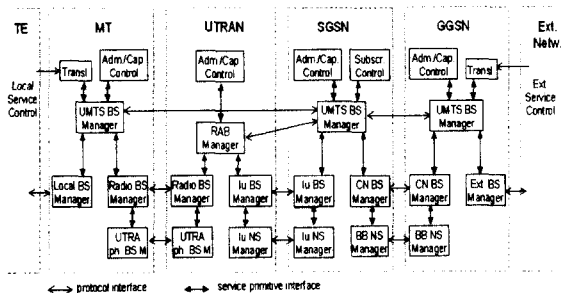 TE MT UTRAN SGSN GGSN Ext.
Netw.
Adm./Cap. Control
Adm./Cap. Control
Adm./Cap. Control
Subscr. Control
Adm./Cap. Control
Transl
Transl
Local Service Control
Ext Service Control
UMTS BS Manager
RAB Manager
UMTS BS Manager
UMTS BS Manager
Local BS Manager
Radio BS Manager
Radio BS Manager
Iu BS Manager
Iu BS Manager
CN BS Manager
CN BS Manager
Ext. BS Manager
UTRA ph. BS M
UTRA ph. BS M
Iu NS Manager
Iu NS Manager
BB NS Manager
BB NS Manager
protocol interface
service primitive interface